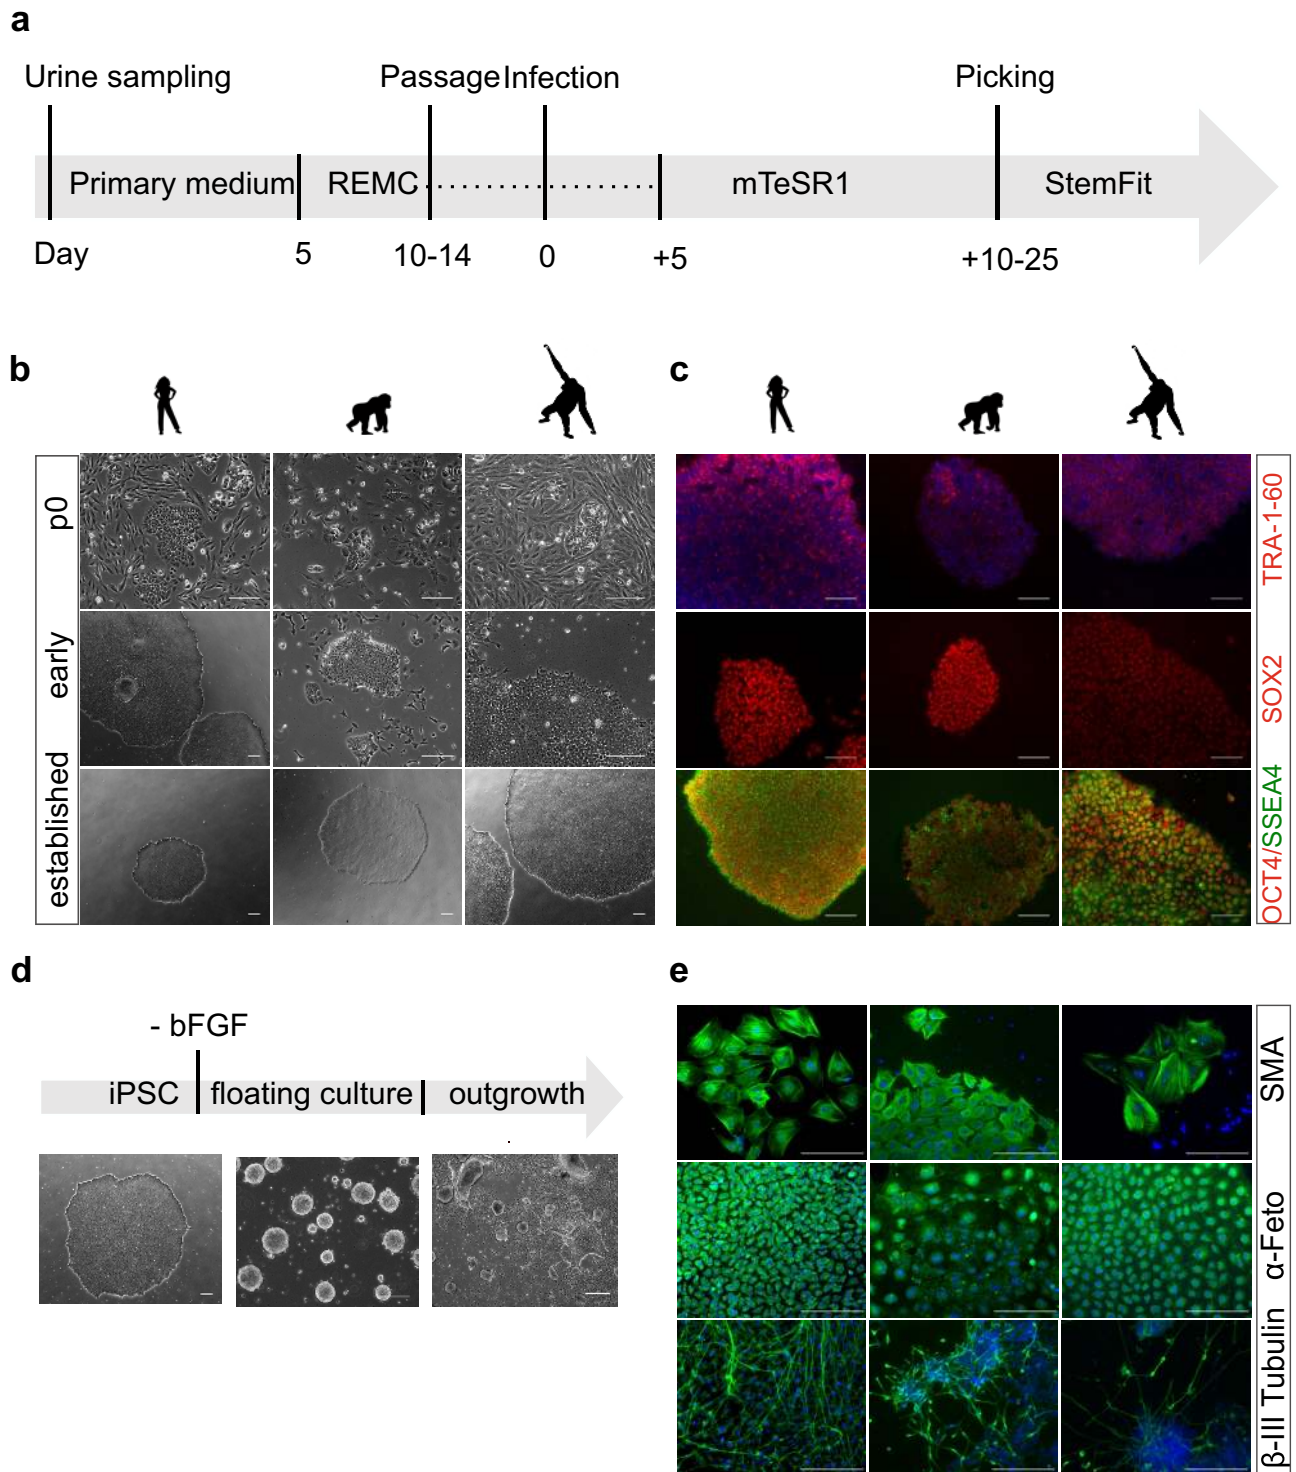 a
Urine sampling
Passage
Infection
Picking
Primary medium
REMC
mTeSR1
StemFit
Day
5
10-14
0
+5
+10-25
b
p0
early
established
c
TRA-1-60
SOX2
OCT4/SSEA4
d
- bFGF
iPSC
floating culture
outgrowth
e
SMA
α-Feto
β-III Tubulin